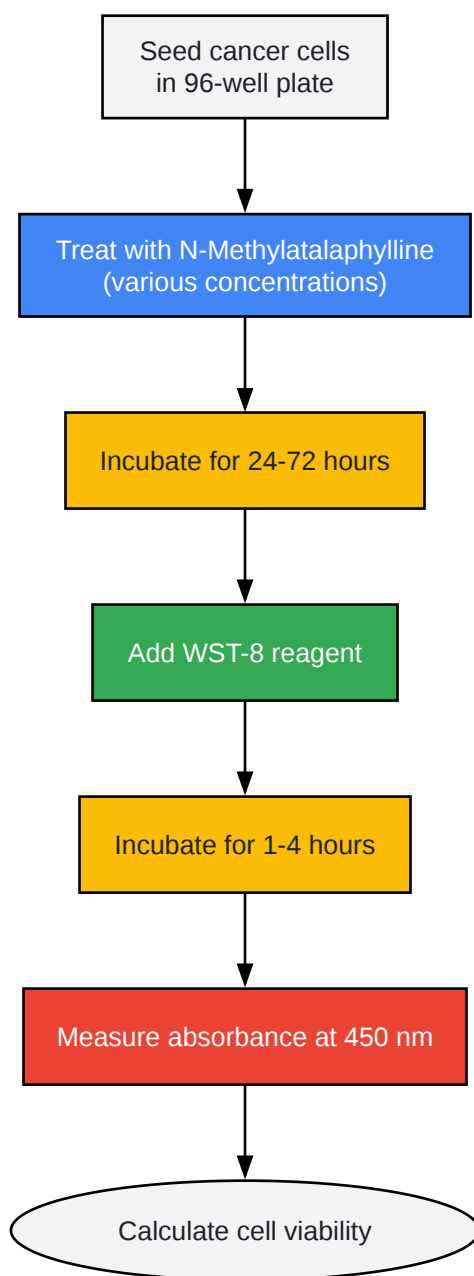 Seed cancer cells
in 96-well plate
Treat with N-Methylatalaphylline
(various concentrations)
Incubate for 24-72 hours
Add WST-8 reagent
Incubate for 1-4 hours
Measure absorbance at 450 nm
Calculate cell viability